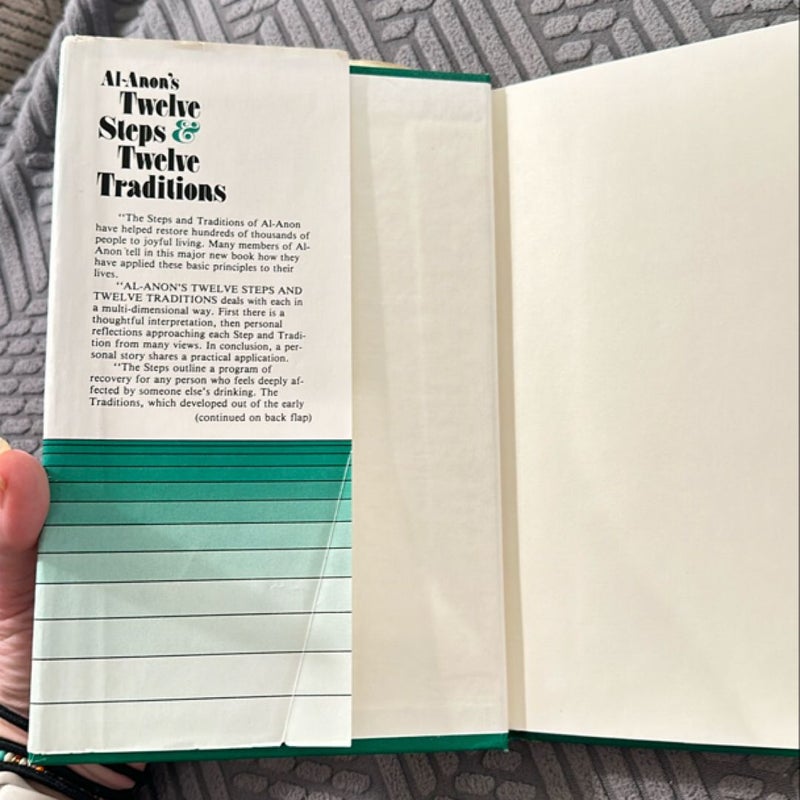 Al-Anon's
Twelve
Steps &
Twelve
Traditions
"The Steps and Traditions of Al-Anon
have helped restore hundreds of thousands of
people to joyful living. Many members of Al-
Anon tell in this major new book how they
have applied these basic principles to their
lives.
"AL-ANON'S TWELVE STEPS AND
TWELVE TRADITIONS deals with each in
a multi-dimensional way. First there is a
thoughtful interpretation, then personal
reflections approaching each Step and Tradi-
tion from many views. In conclusion, a per-
sonal story shares a practical application.
"The Steps outline a program of
recovery for any person who feels deeply af-
fected by someone else's drinking. The
Traditions, which developed out of the early
(continued on back flap)